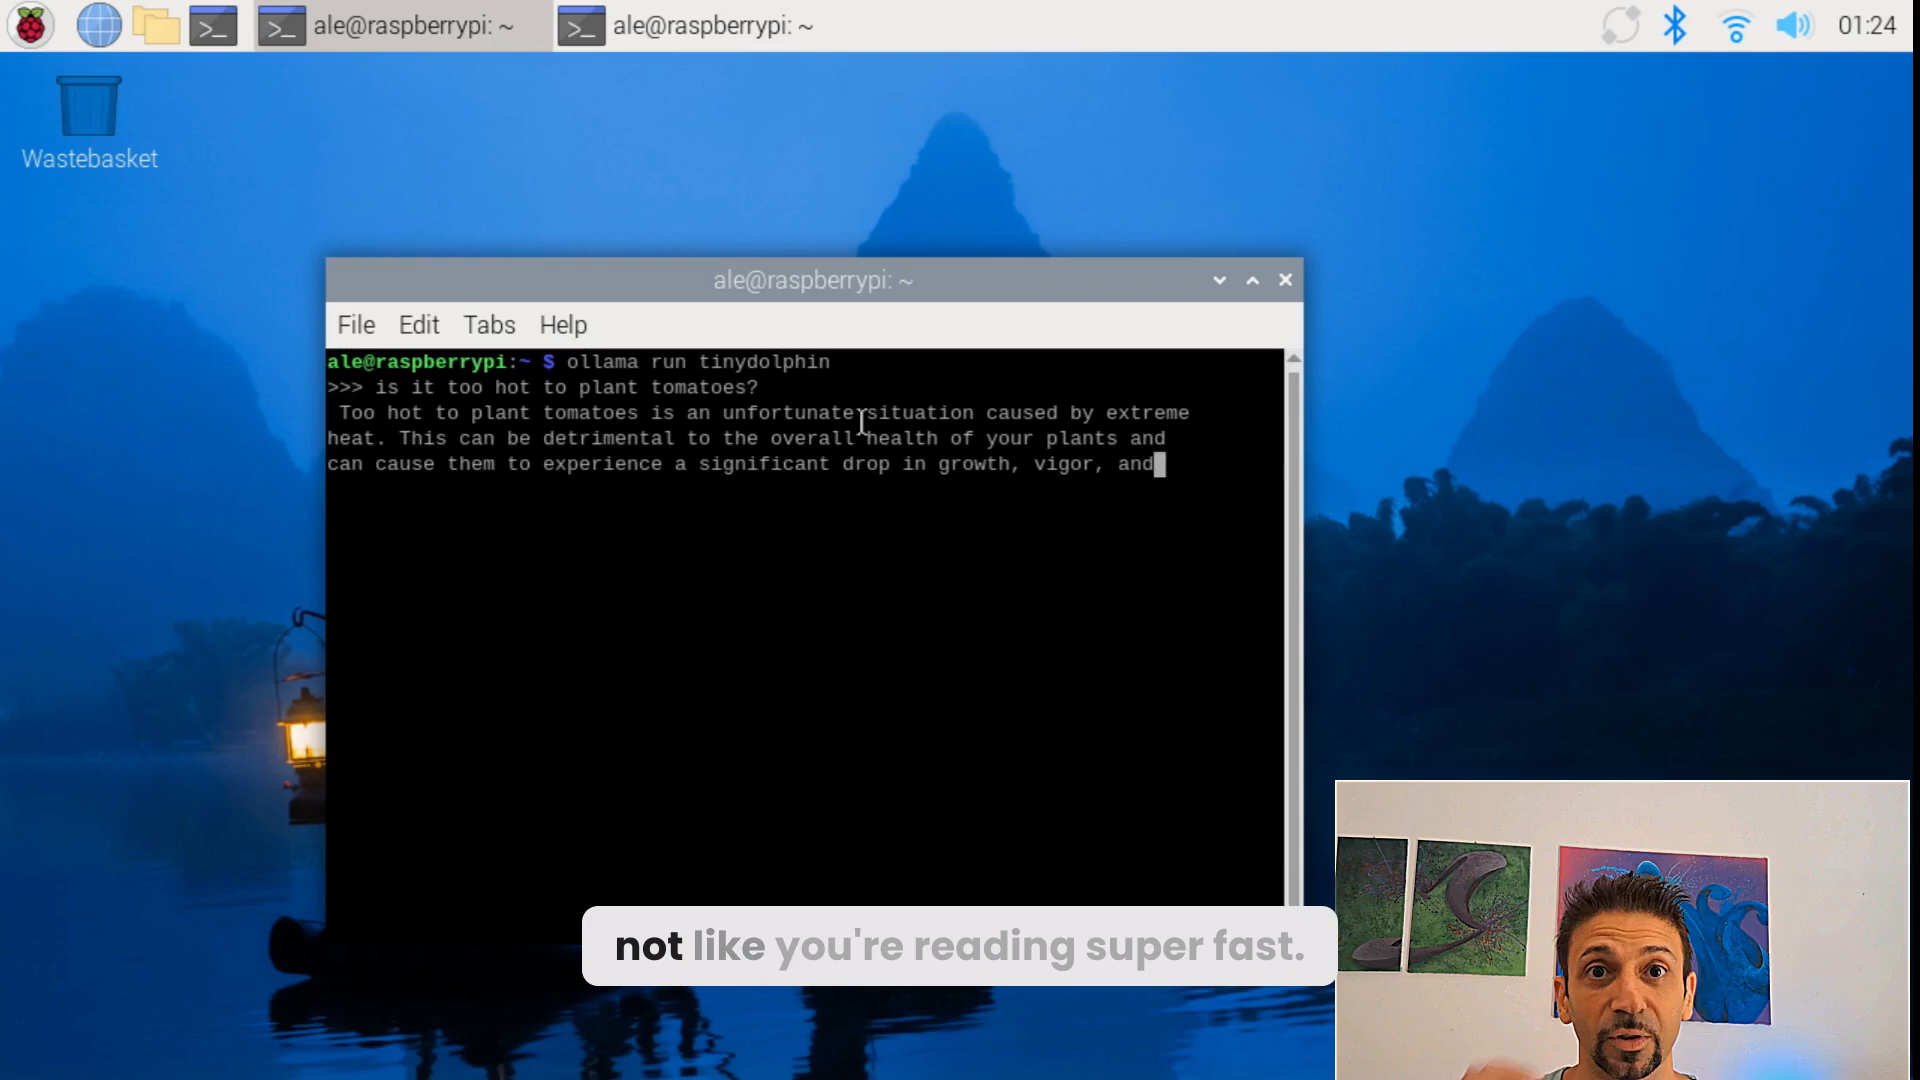 ale@raspberrypi: ~
ale@raspberrypi: ~
01:24
Wastebasket
ale@raspberrypi: ~
File Edit Tabs Help
ale@raspberrypi:~ $ ollama run tinydolphin
>>> is it too hot to plant tomatoes?
Too hot to plant tomatoes is an unfortunate situation caused by extreme
heat. This can be detrimental to the overall health of your plants and
can cause them to experience a significant drop in growth, vigor, and
not like you're reading super fast.